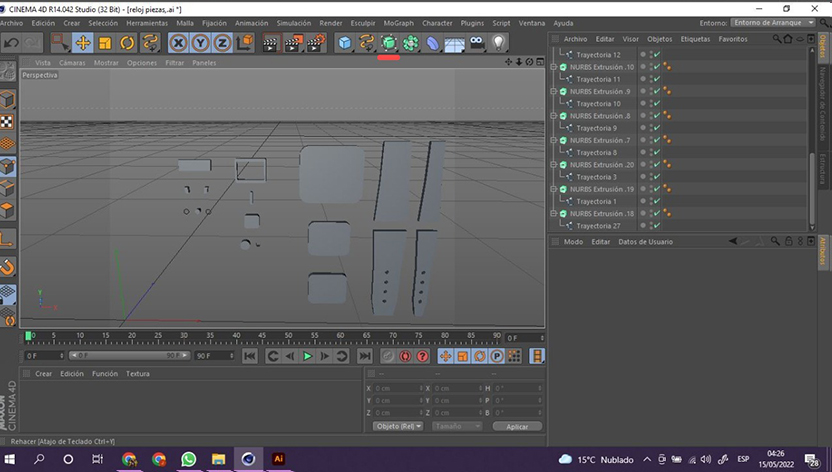 CINEMA 4D R14.042 Studio (32 Bit) - [reloj piezas,.ai *]
Archivo Edición Crear Selección Herramientas Malla Fijación Animación Simulación Render Esculpir MoGraph Character Plugins Script Ventana Ayuda
Entorno: Entorno de Arranque
X Y Z
Vista Cámaras Mostrar Opciones Filtrar Paneles
Perspectiva
Archivo Editar Visor Objetos Etiquetas Favoritos
Trayectoria 12
NURBS Extrusión .10
Trayectoria 11
NURBS Extrusión .9
Trayectoria 10
NURBS Extrusión .8
Trayectoria 9
NURBS Extrusión .7
Trayectoria 8
NURBS Extrusión .20
Trayectoria 3
NURBS Extrusión .19
Trayectoria 1
NURBS Extrusión .18
Trayectoria 27
Objetos
Navegador de Contenido
Estructura
Modo Editar Datos de Usuario
Atributos
Y
0 5 10 15 20 25 30 35 40 45 50 55 60 65 70 75 80 85 90
0 F
0 F 0 F 90 F 90 F
P
Crear Edición Función Textura
-- -- --
X 0 cm X 0 cm H 0 °
Y 0 cm Y 0 cm P 0 °
Z 0 cm Z 0 cm B 0 °
Objeto (Rel) Tamaño Aplicar
MAXON
CINEMA 4D
Rehacer [Atajo de Teclado Ctrl+Y]
Ai
15°C Nublado
ESP
04:26
15/05/2022
28